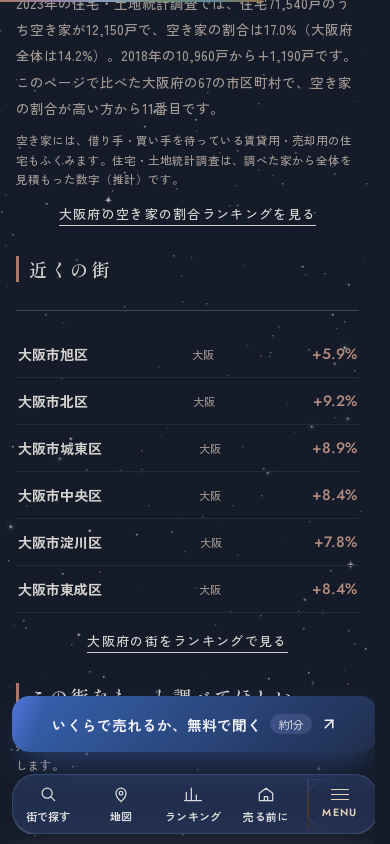 2023年の住宅・土地統計調査では、住宅71,540戸のう
ち空き家が12,150戸で、空き家の割合は17.0%（大阪府
全体は14.2%）。2018年の10,960戸から+1,190戸です。
このページで比べた大阪府の67の市区町村で、空き家
の割合が高い方から11番目です。
空き家には、借り手・買い手を待っている賃貸用・売却用の住
宅もふくみます。住宅・土地統計調査は、調べた家から全体を
見積もった数字（推計）です。
大阪府の空き家の割合ランキングを見る
近くの街
大阪市旭区 大阪 +5.9%
大阪市北区 大阪 +9.2%
大阪市城東区 大阪 +8.9%
大阪市中央区 大阪 +8.4%
大阪市淀川区 大阪 +7.8%
大阪市東成区 大阪 +8.4%
大阪府の街をランキングで見る
いくらで売れるか、無料で聞く 約1分
します。
街で探す 地図 ランキング 売る前に MENU